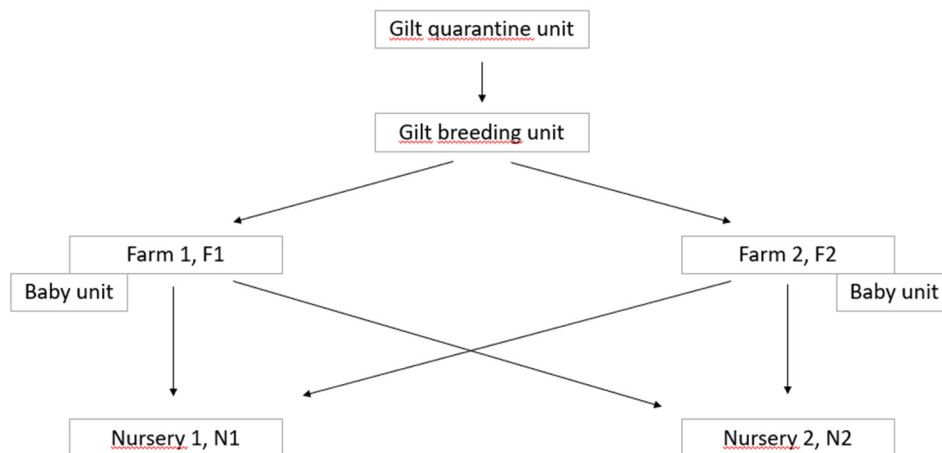 Gilt quarantine unit
Gilt breeding unit
Farm 1, F1
Farm 2, F2
Baby unit
Baby unit
Nursery 1, N1
Nursery 2, N2